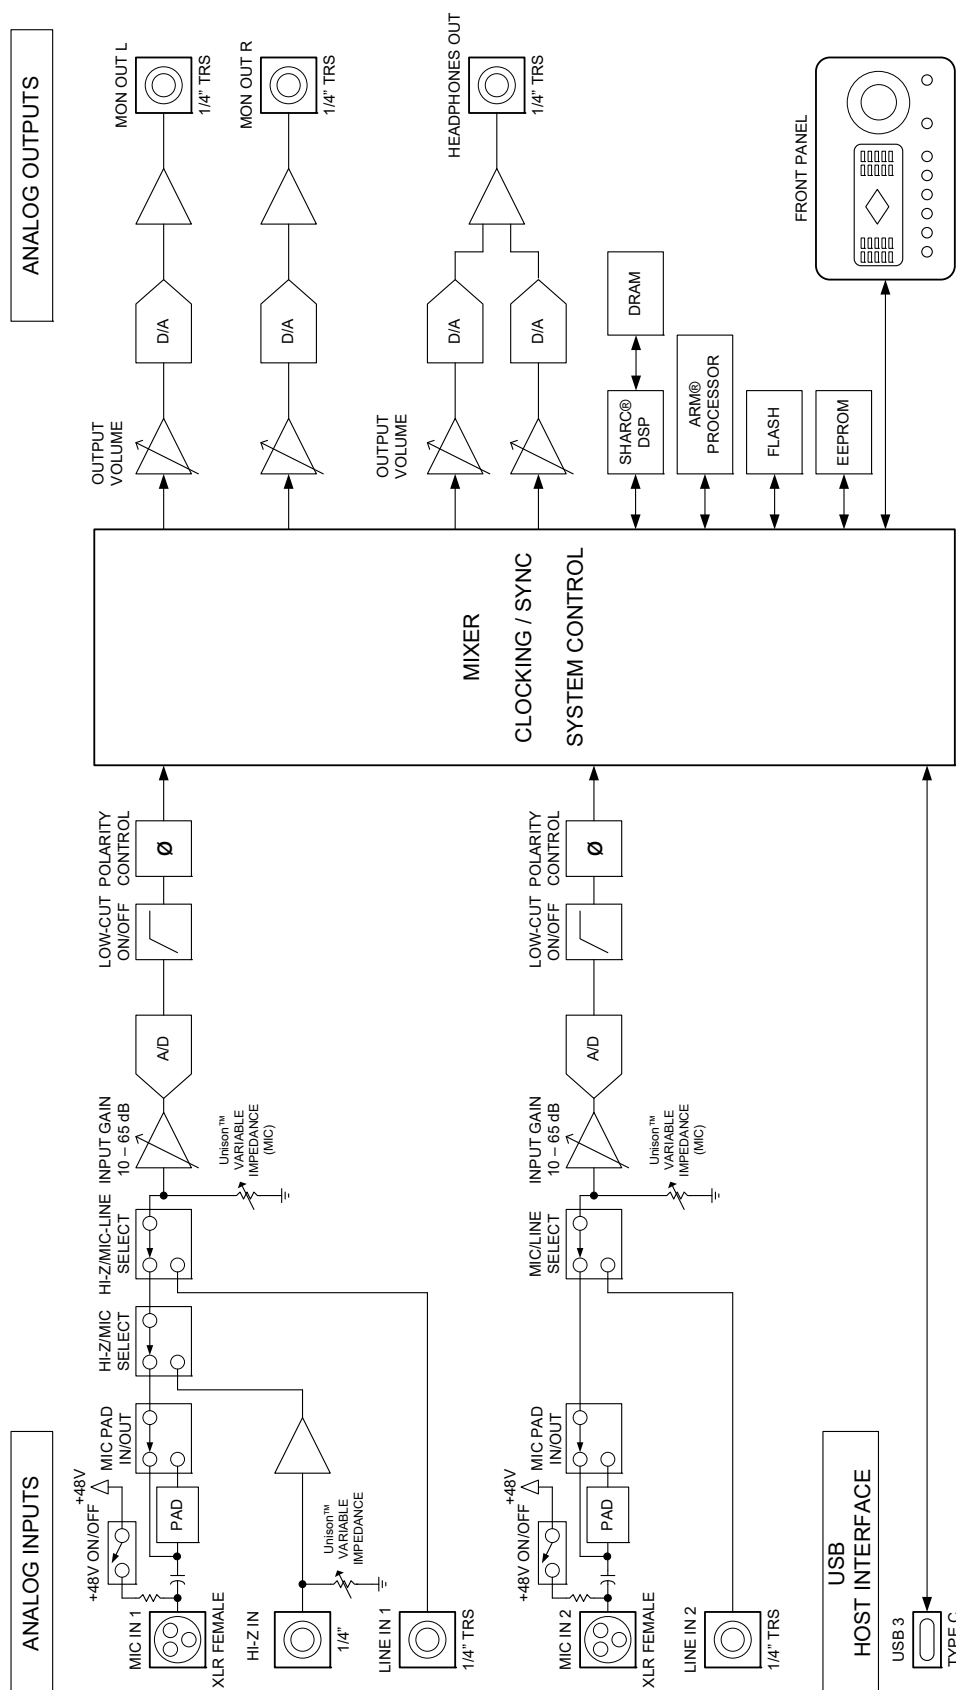 ANALOG INPUTS
+48V ON/OFF
+48V
MIC IN 1
XLR FEMALE
PAD
MIC PAD
IN/OUT
HI-Z/MIC
SELECT
HI-Z/MIC-LINE
SELECT
INPUT GAIN
10 – 65 dB
Unison™
VARIABLE
IMPEDANCE
(MIC)
A/D
LOW-CUT
ON/OFF
POLARITY
CONTROL
Ø
HI-Z IN
1/4"
Unison™
VARIABLE
IMPEDANCE
LINE IN 1
1/4" TRS
+48V ON/OFF
+48V
MIC IN 2
XLR FEMALE
PAD
MIC PAD
IN/OUT
MIC/LINE
SELECT
INPUT GAIN
10 – 65 dB
Unison™
VARIABLE
IMPEDANCE
(MIC)
A/D
LOW-CUT
ON/OFF
POLARITY
CONTROL
Ø
LINE IN 2
1/4" TRS
USB
HOST INTERFACE
USB 3
TYPE C
MIXER
CLOCKING / SYNC
SYSTEM CONTROL
ANALOG OUTPUTS
OUTPUT
VOLUME
D/A
MON OUT L
1/4" TRS
D/A
MON OUT R
1/4" TRS
OUTPUT
VOLUME
D/A
D/A
HEADPHONES OUT
1/4" TRS
SHARC®
DSP
DRAM
ARM®
PROCESSOR
FLASH
EEPROM
FRONT PANEL